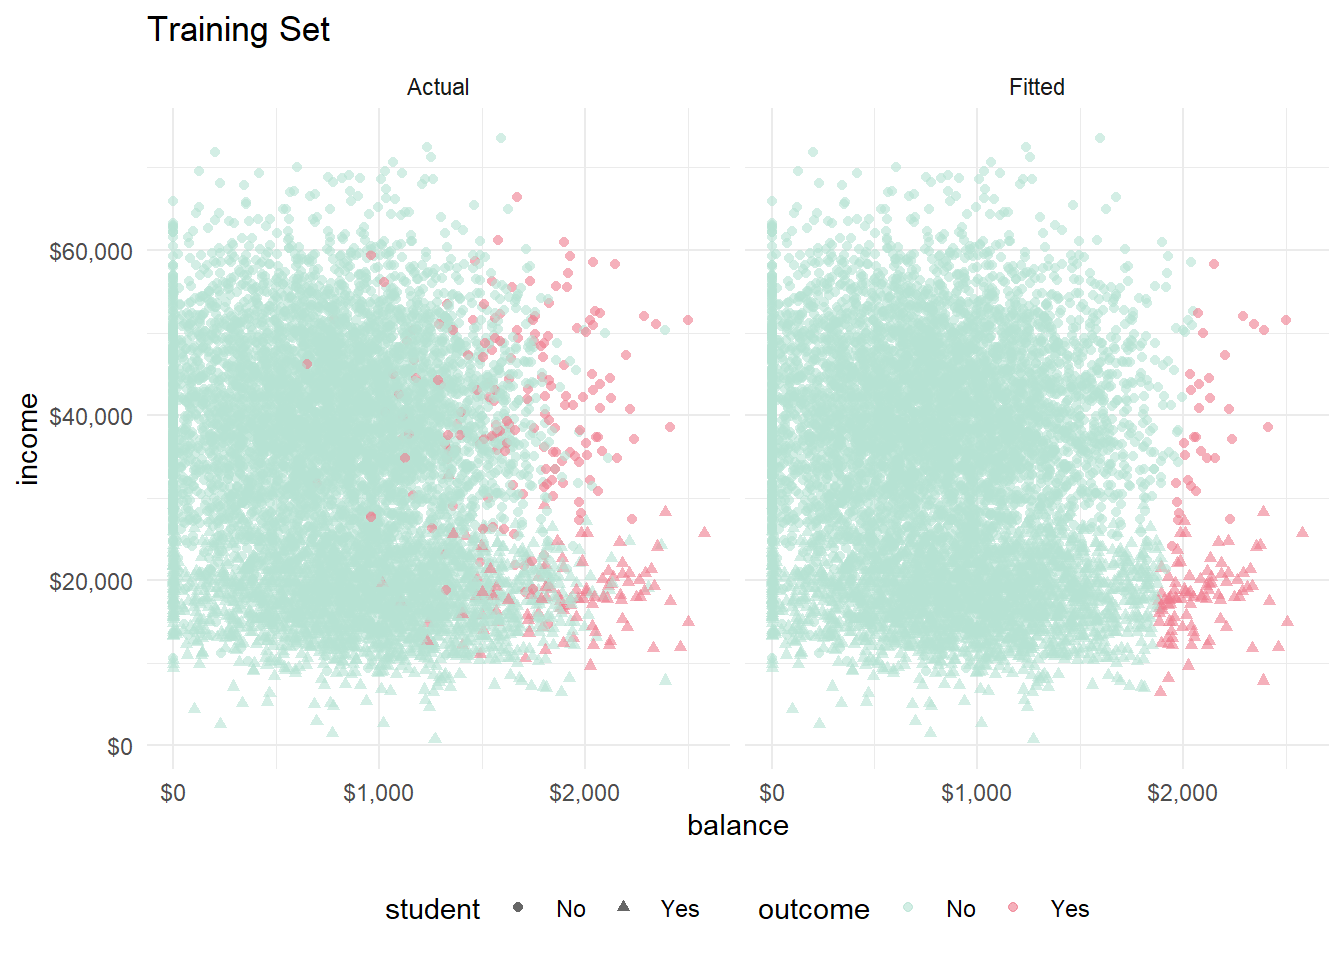 Training Set
Actual
Fitted
$60,000
$40,000
$20,000
$0
income
$0 $1,000 $2,000
$0 $1,000 $2,000
balance
student No Yes outcome No Yes